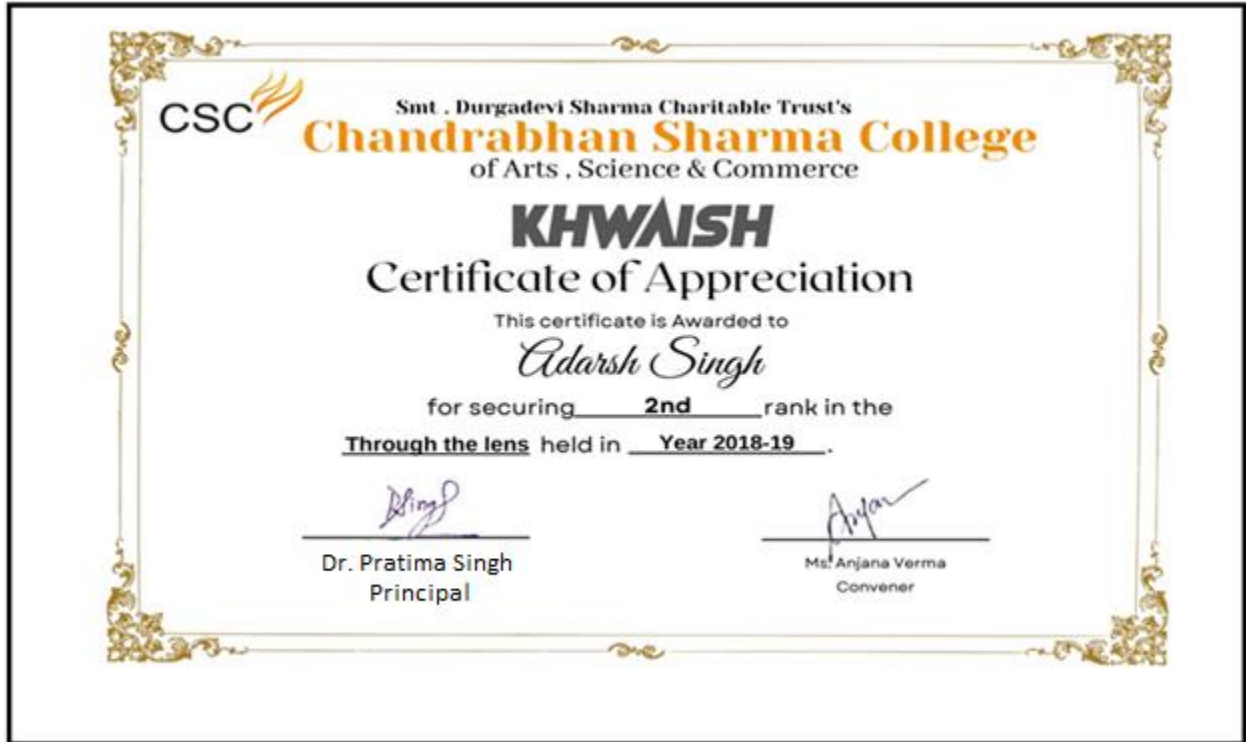 CSC
Smt . Durgadevi Sharma Charitable Trust's
Chandrabhan Sharma College
of Arts , Science & Commerce
KHWAISH
Certificate of Appreciation
This certificate is Awarded to
Adarsh Singh
for securing 2nd rank in the
Through the lens held in Year 2018-19 .
Dr. Pratima Singh
Principal
Ms. Anjana Verma
Convener